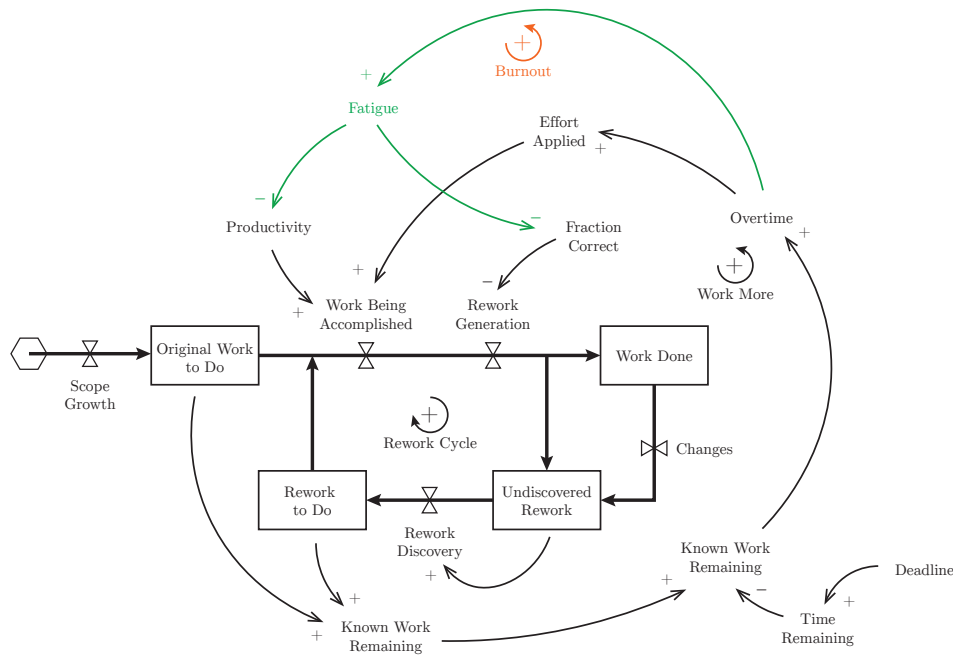 +
Burnout
+
Fatigue
Effort
Applied
+
−
−
Productivity
Fraction
Correct
Overtime
+
+
Work More
+
−
+
Work Being
Accomplished
Rework
Generation
Original Work
to Do
Work Done
Scope
Growth
+
Rework Cycle
Changes
Rework
to Do
Undiscovered
Rework
Rework
Discovery
+
Known Work
Remaining
Deadline
+
−
+
+
+
Known Work
Remaining
Time
Remaining